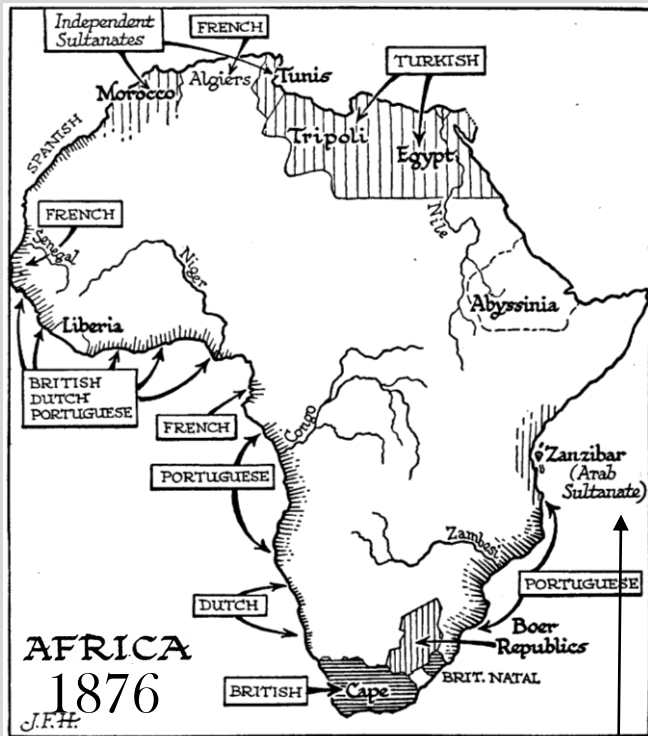 Independent
Sultanates
FRENCH
TURKISH
Algiers
Tunis
Morocco
Tripoli
Egypt
SPANISH
FRENCH
Senegal
Niger
Nile
Abyssinia
Liberia
BRITISH
DUTCH
PORTUGUESE
FRENCH
Congo
Zanzibar
(Arab
Sultanate)
PORTUGUESE
Zambesi
PORTUGUESE
DUTCH
Boer
Republics
BRIT. NATAL
BRITISH
Cape
AFRICA
1876
J.F.H.